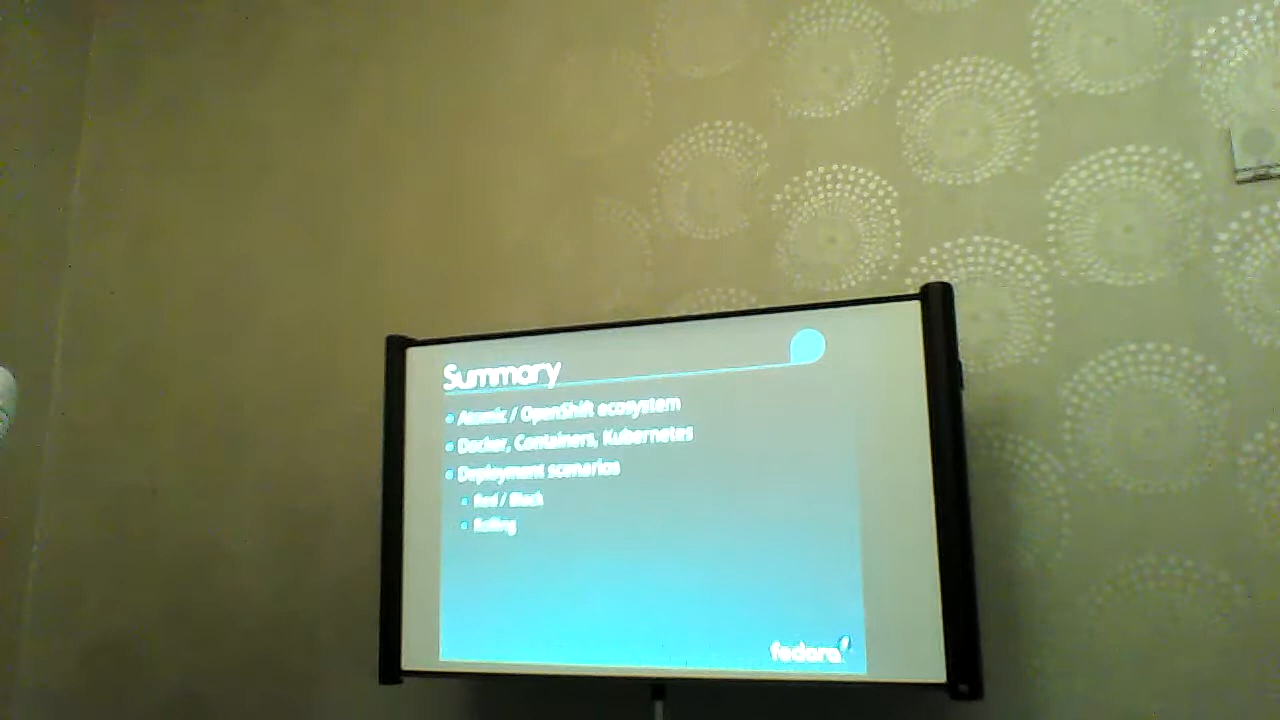 Summary
Atomic / OpenShift ecosystem
Docker, Containers, Kubernetes
Deployment scenarios
Red / Black
Rolling
fedora